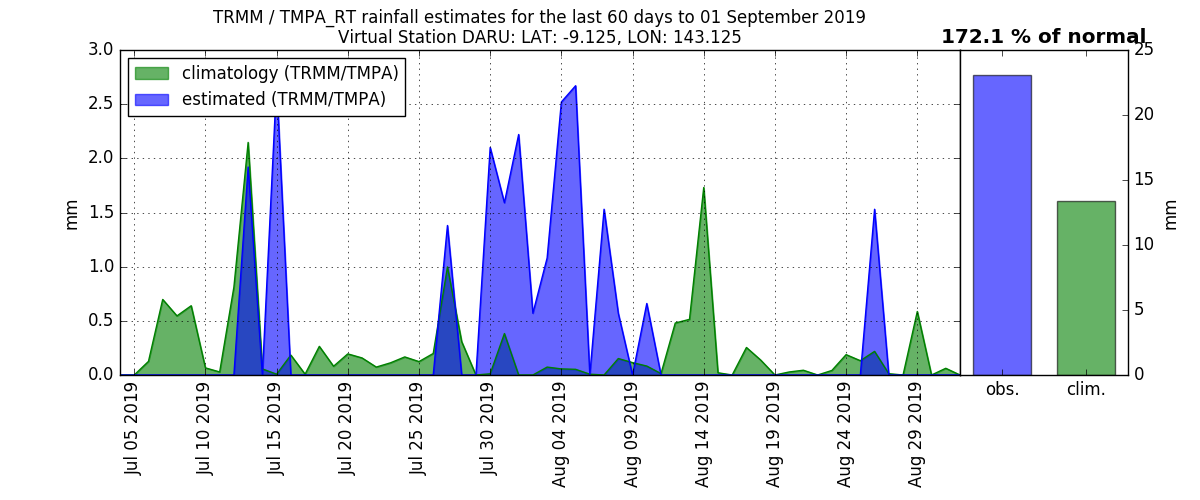 TRMM / TMPA_RT rainfall estimates for the last 60 days to 01 September 2019
Virtual Station DARU: LAT: -9.125, LON: 143.125
172.1 % of normal
climatology (TRMM/TMPA)
estimated (TRMM/TMPA)
mm
3.0
2.5
2.0
1.5
1.0
0.5
0.0
Jul 05 2019
Jul 10 2019
Jul 15 2019
Jul 20 2019
Jul 25 2019
Jul 30 2019
Aug 04 2019
Aug 09 2019
Aug 14 2019
Aug 19 2019
Aug 24 2019
Aug 29 2019
obs.
clim.
25
20
15
10
5
0
mm